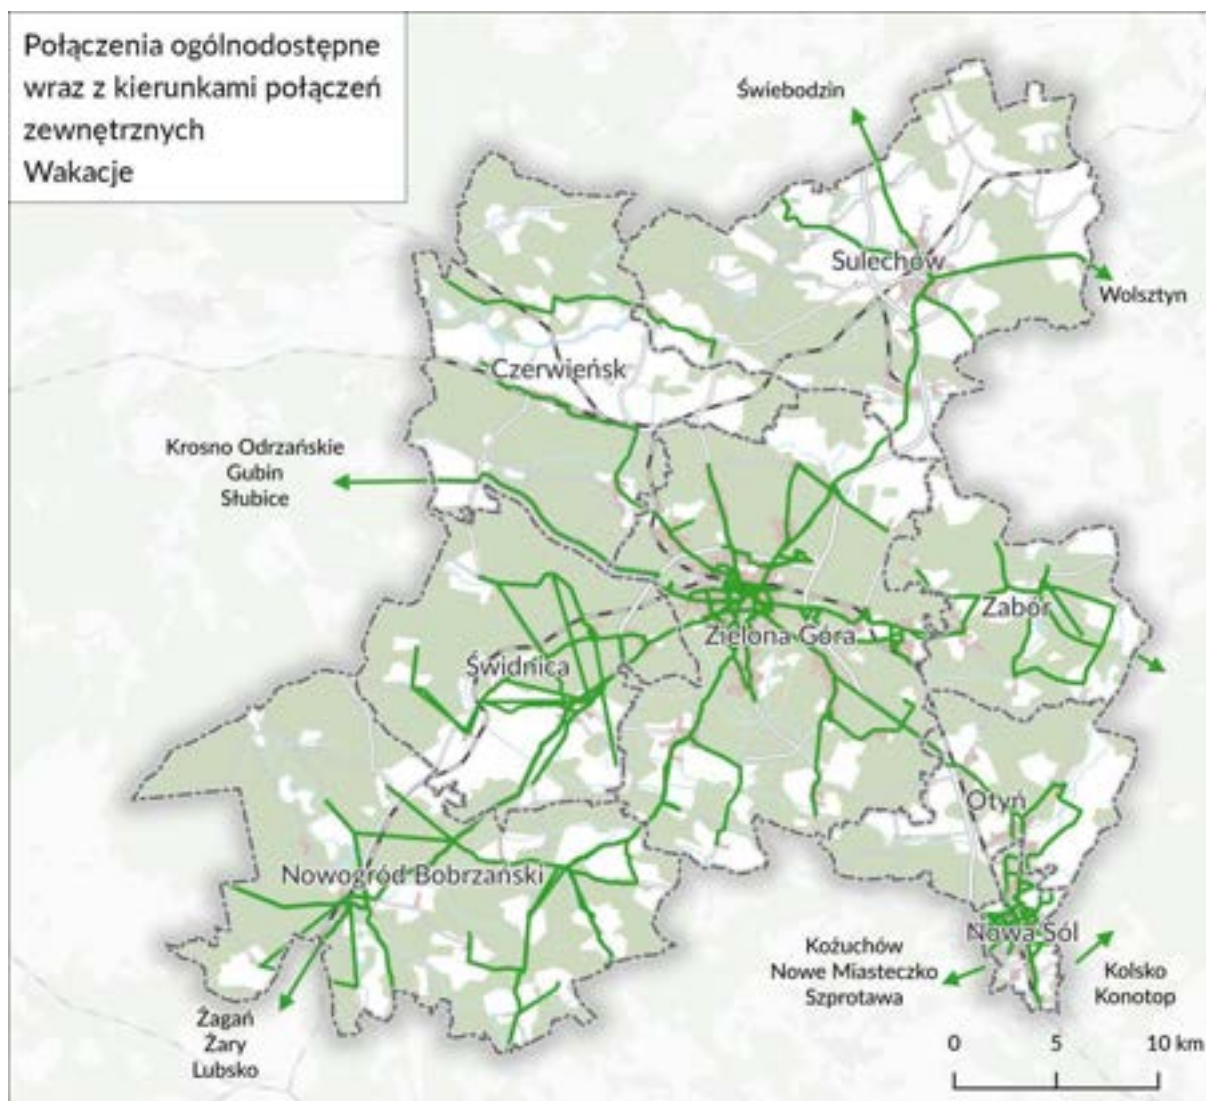 Połączenia ogólnodostępne
wraz z kierunkami połączeń
zewnętrznych
Wakacje
Świebodzin
Sulechów
Wolsztyn
Czerwieńsk
Krosno Odrzańskie
Gubin
Słubice
Zabór
Zielona Góra
Świdnica
Otyń
Nowogród Bobrzański
Nowa Sól
Kożuchów
Nowe Miasteczko
Szprotawa
Kolsko
Konotop
Żagań
Żary
Lubsko
0 5 10 km